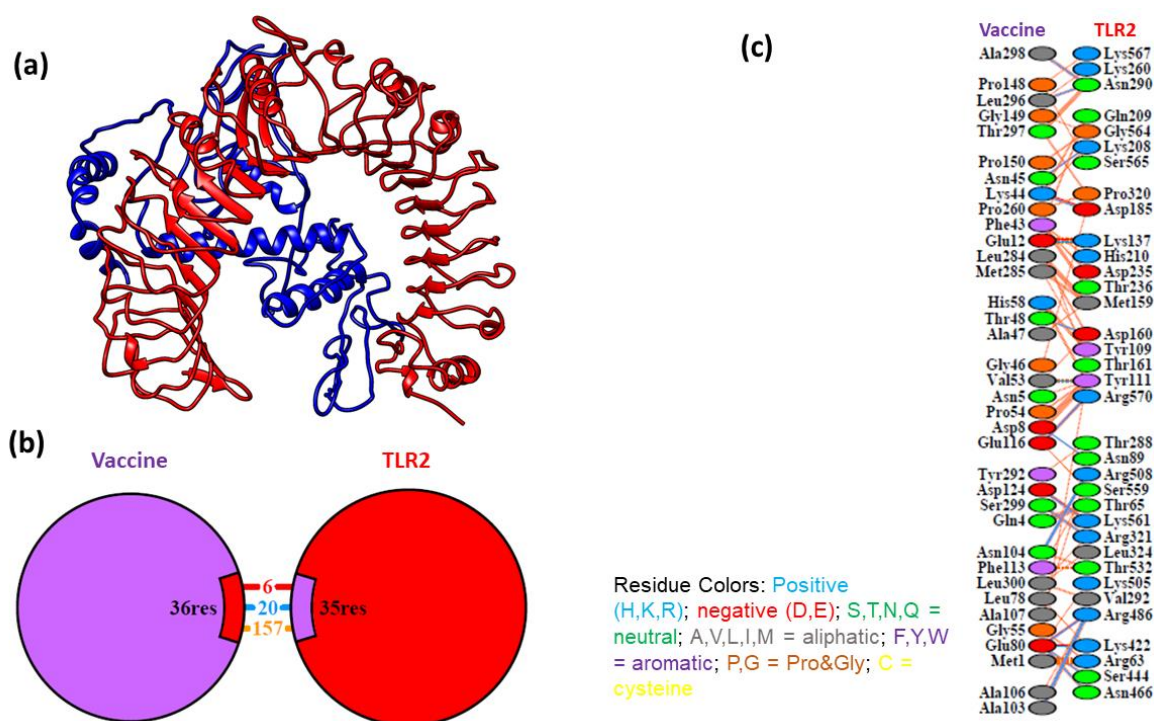 (a)
(b)
Vaccine TLR2
36res 6 35res
20
157
(c)
Vaccine TLR2
Ala298 Lys567
Lys260
Pro148 Asn290
Leu296
Gly149 Gln209
Thr297 Gly564
Lys208
Pro150 Ser565
Asn45
Lys44 Pro320
Pro260 Asp185
Phe43
Glu12 Lys137
Leu284 His210
Met285 Asp235
Thr236
His58 Met159
Thr48
Ala47 Asp160
Tyr109
Gly46 Thr161
Val53 Tyr111
Asn5 Arg570
Pro54
Asp8
Glu116 Thr288
Asn89
Tyr292 Arg508
Asp124 Ser559
Ser299 Thr65
Gln4 Lys561
Arg321
Asn104 Leu324
Phe113 Thr532
Leu300 Lys505
Leu78 Val292
Ala107 Arg486
Gly55
Glu80 Lys422
Met1 Arg63
Ser444
Ala106 Asn466
Ala103
Residue Colors: Positive
(H,K,R); negative (D,E); S,T,N,Q =
neutral; A,V,L,I,M = aliphatic; F,Y,W
= aromatic; P,G = Pro&Gly; C =
cysteine